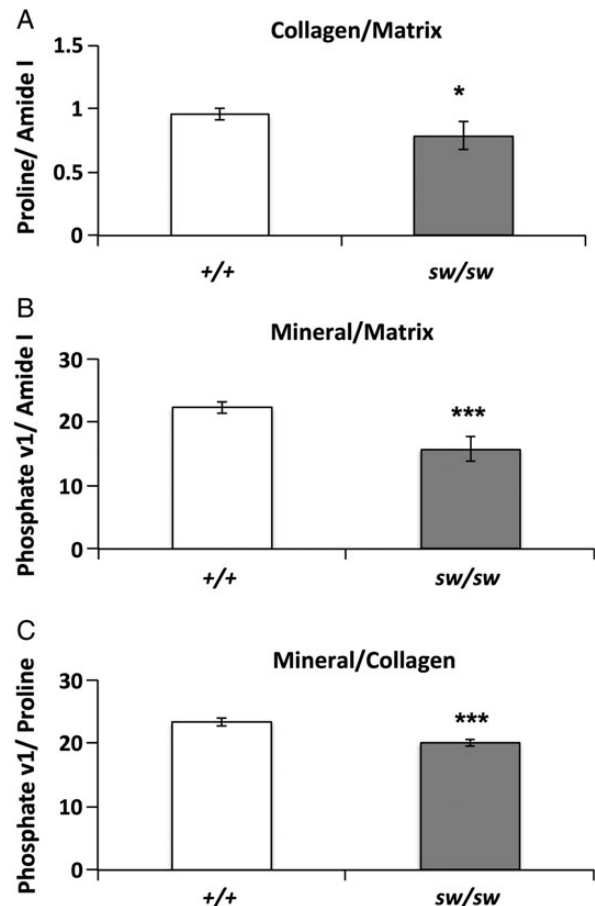 A
Collagen/Matrix
Proline/ Amide I
1.5
1
0.5
0
*
+/+
sw/sw
B
Mineral/Matrix
Phosphate v1/ Amide I
30
20
10
0
***
+/+
sw/sw
C
Mineral/Collagen
Phosphate v1/ Proline
30
20
10
0
***
+/+
sw/sw